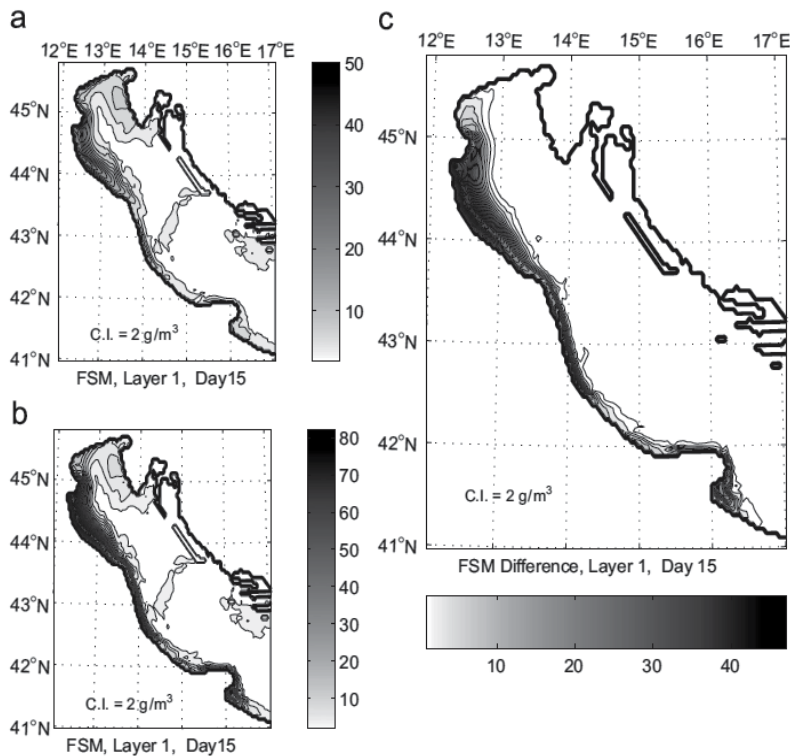 a
12°E 13°E 14°E 15°E 16°E 17°E
45°N
44°N
43°N
42°N
41°N
C.I. = 2 g/m³
FSM, Layer 1, Day15
50
40
30
20
10
b
45°N
44°N
43°N
42°N
41°N
C.I. = 2 g/m³
FSM, Layer 1, Day15
80
70
60
50
40
30
20
10
c
12°E 13°E 14°E 15°E 16°E 17°E
45°N
44°N
43°N
42°N
41°N
C.I. = 2 g/m³
FSM Difference, Layer 1, Day 15
10 20 30 40